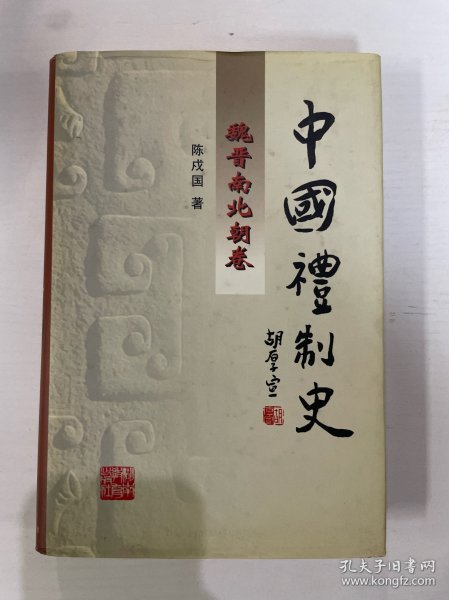 中國禮制史
胡厚宣
魏晋南北朝卷
陈戍国 著
孔夫子旧书网
www.kongfz.com